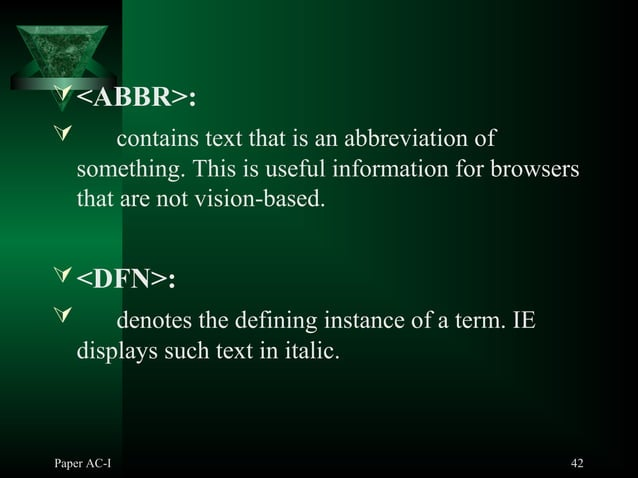 <ABBR>:
contains text that is an abbreviation of
something. This is useful information for browsers
that are not vision-based.
<DFN>:
denotes the defining instance of a term. IE
displays such text in italic.
Paper AC-I
42